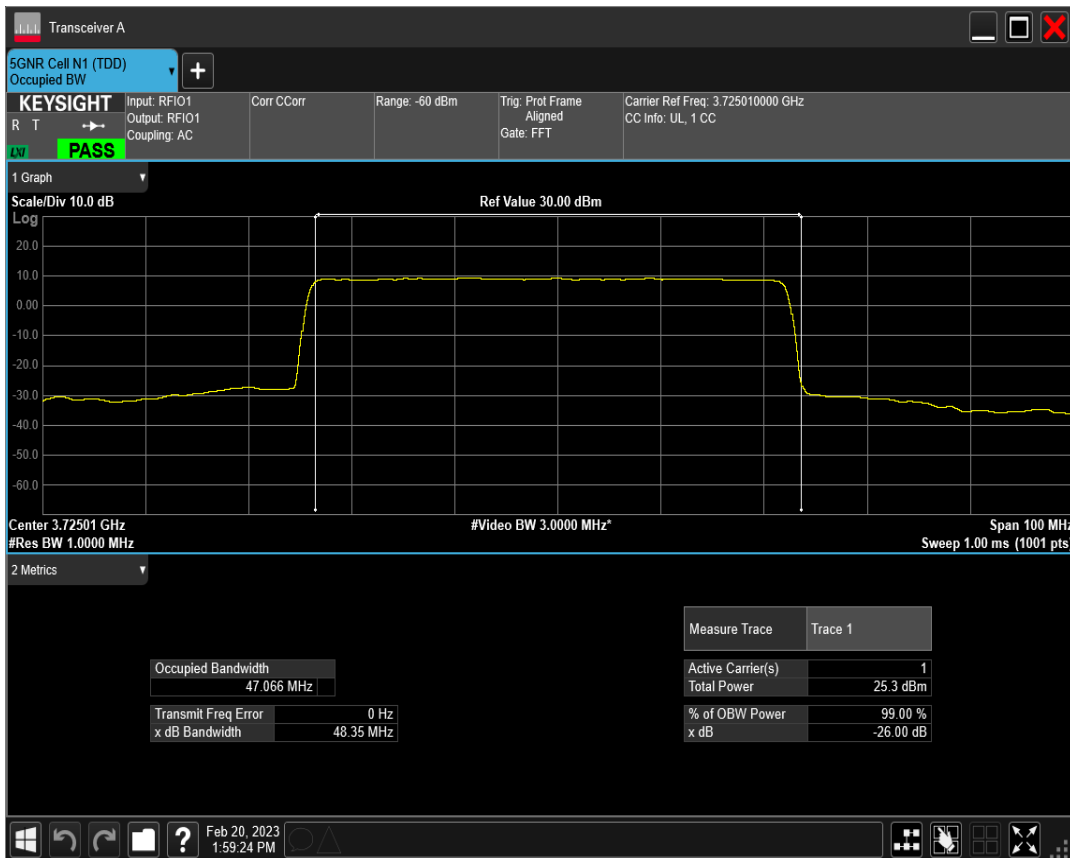 Transceiver A
5GNR Cell N1 (TDD)
Occupied BW
KEYSIGHT
R T
LXI
PASS
Input: RFIO1
Output: RFIO1
Coupling: AC
Corr CCorr
Range: -60 dBm
Trig: Prot Frame
Aligned
Gate: FFT
Carrier Ref Freq: 3.725010000 GHz
CC Info: UL, 1 CC
1 Graph
Scale/Div 10.0 dB
Ref Value 30.00 dBm
Log
20.0
10.0
0.00
-10.0
-20.0
-30.0
-40.0
-50.0
-60.0
Center 3.72501 GHz
#Video BW 3.0000 MHz*
Span 100 MHz
#Res BW 1.0000 MHz
Sweep 1.00 ms (1001 pts)
2 Metrics
Measure Trace Trace 1
Occupied Bandwidth
47.066 MHz
Active Carrier(s) 1
Total Power 25.3 dBm
Transmit Freq Error 0 Hz
x dB Bandwidth 48.35 MHz
% of OBW Power 99.00 %
x dB -26.00 dB
?
Feb 20, 2023
1:59:24 PM